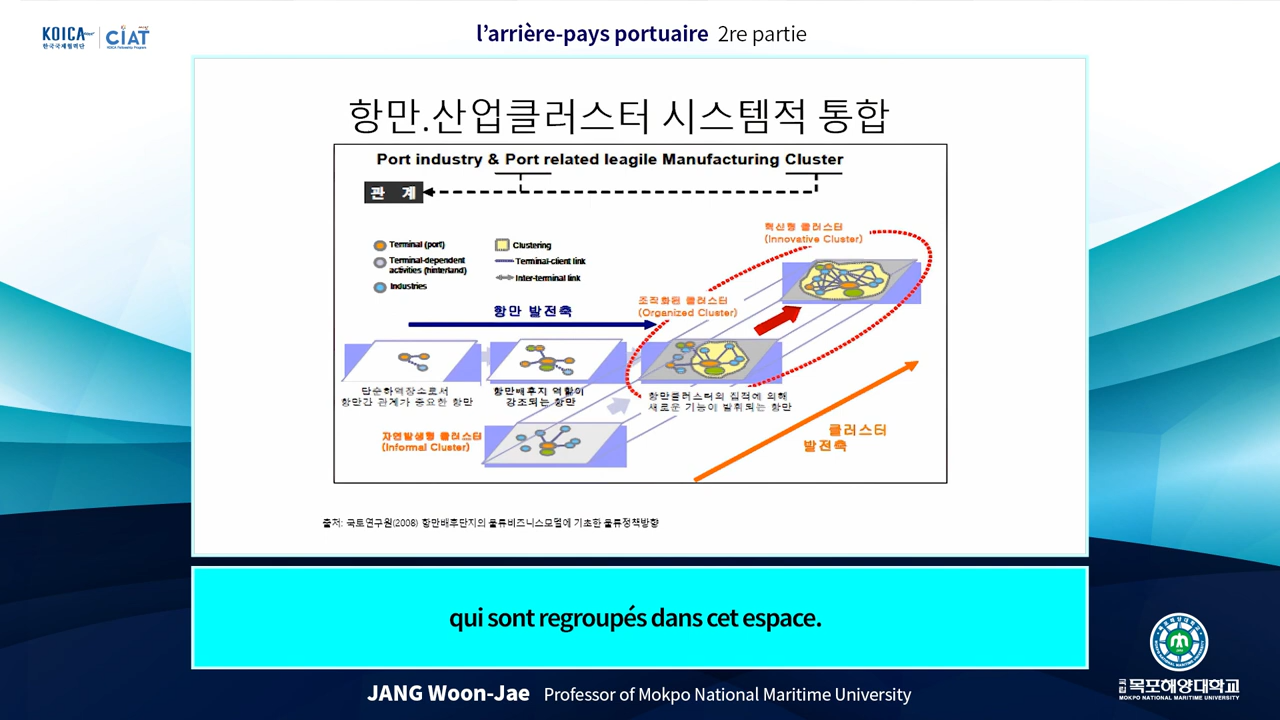 KOICA
한국국제협력단
CIAT
KOICA Fellowship Program
l'arrière-pays portuaire 2re partie
항만.산업클러스터 시스템적 통합
Port industry & Port related leagile Manufacturing Cluster
관 계
Terminal (port)
Terminal-dependent
activities (hinterland)
Industries
Clustering
Terminal-client link
Inter-terminal link
혁신형 클러스터
(Innovative Cluster)
조직화된 클러스터
(Organized Cluster)
항만 발전축
단순하역장소로서
항만간 관계가 중요한 항만
항만배후지 역할이
강조되는 항만
항만클러스터의 집적에 의해
새로운 기능이 발휘되는 항만
자연발생형 클러스터
(Informal Cluster)
클러스터
발전축
출처: 국토연구원(2008) 항만배후단지의 물류비즈니스모델에 기초한 물류정책방향
qui sont regroupés dans cet espace.
JANG Woon-Jae Professor of Mokpo National Maritime University
국립 목포해양대학교
MOKPO NATIONAL MARITIME UNIVERSITY